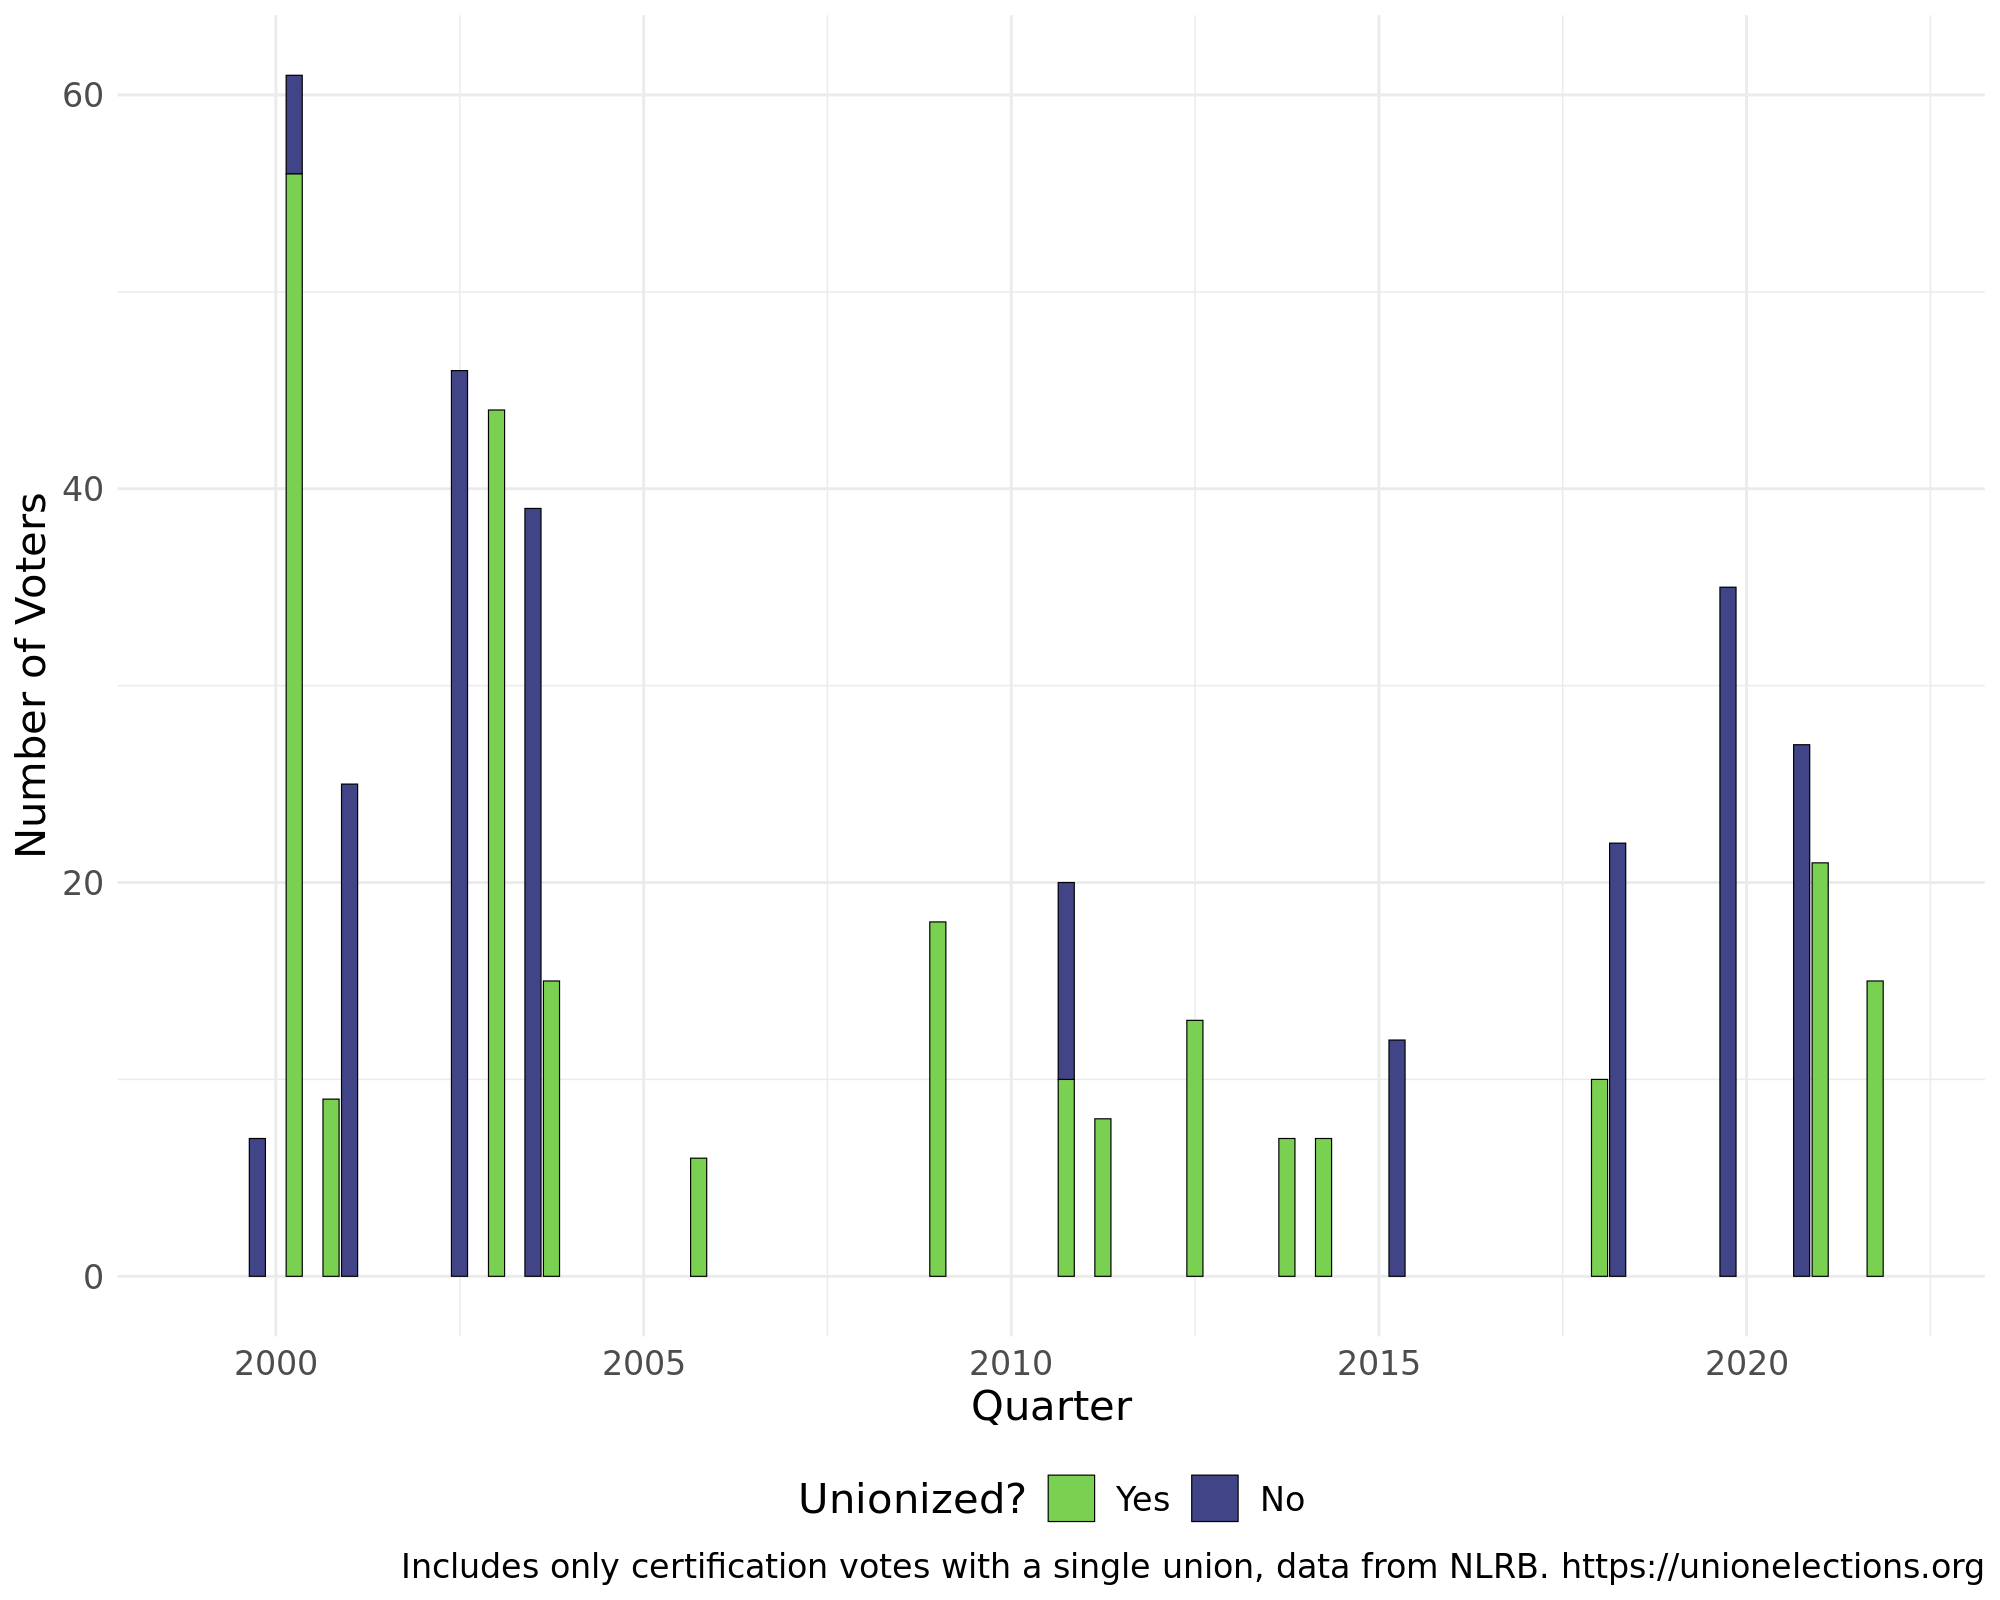 60
40
20
0
Number of Voters
2000 2005 2010 2015 2020
Quarter
Unionized? Yes No
Includes only certification votes with a single union, data from NLRB. https://unionelections.org